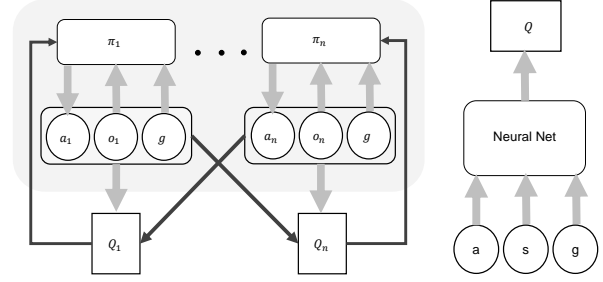 π₁ . . . πₙ
a₁ o₁ g aₙ oₙ g
Q₁ Qₙ
Q
Neural Net
a s g